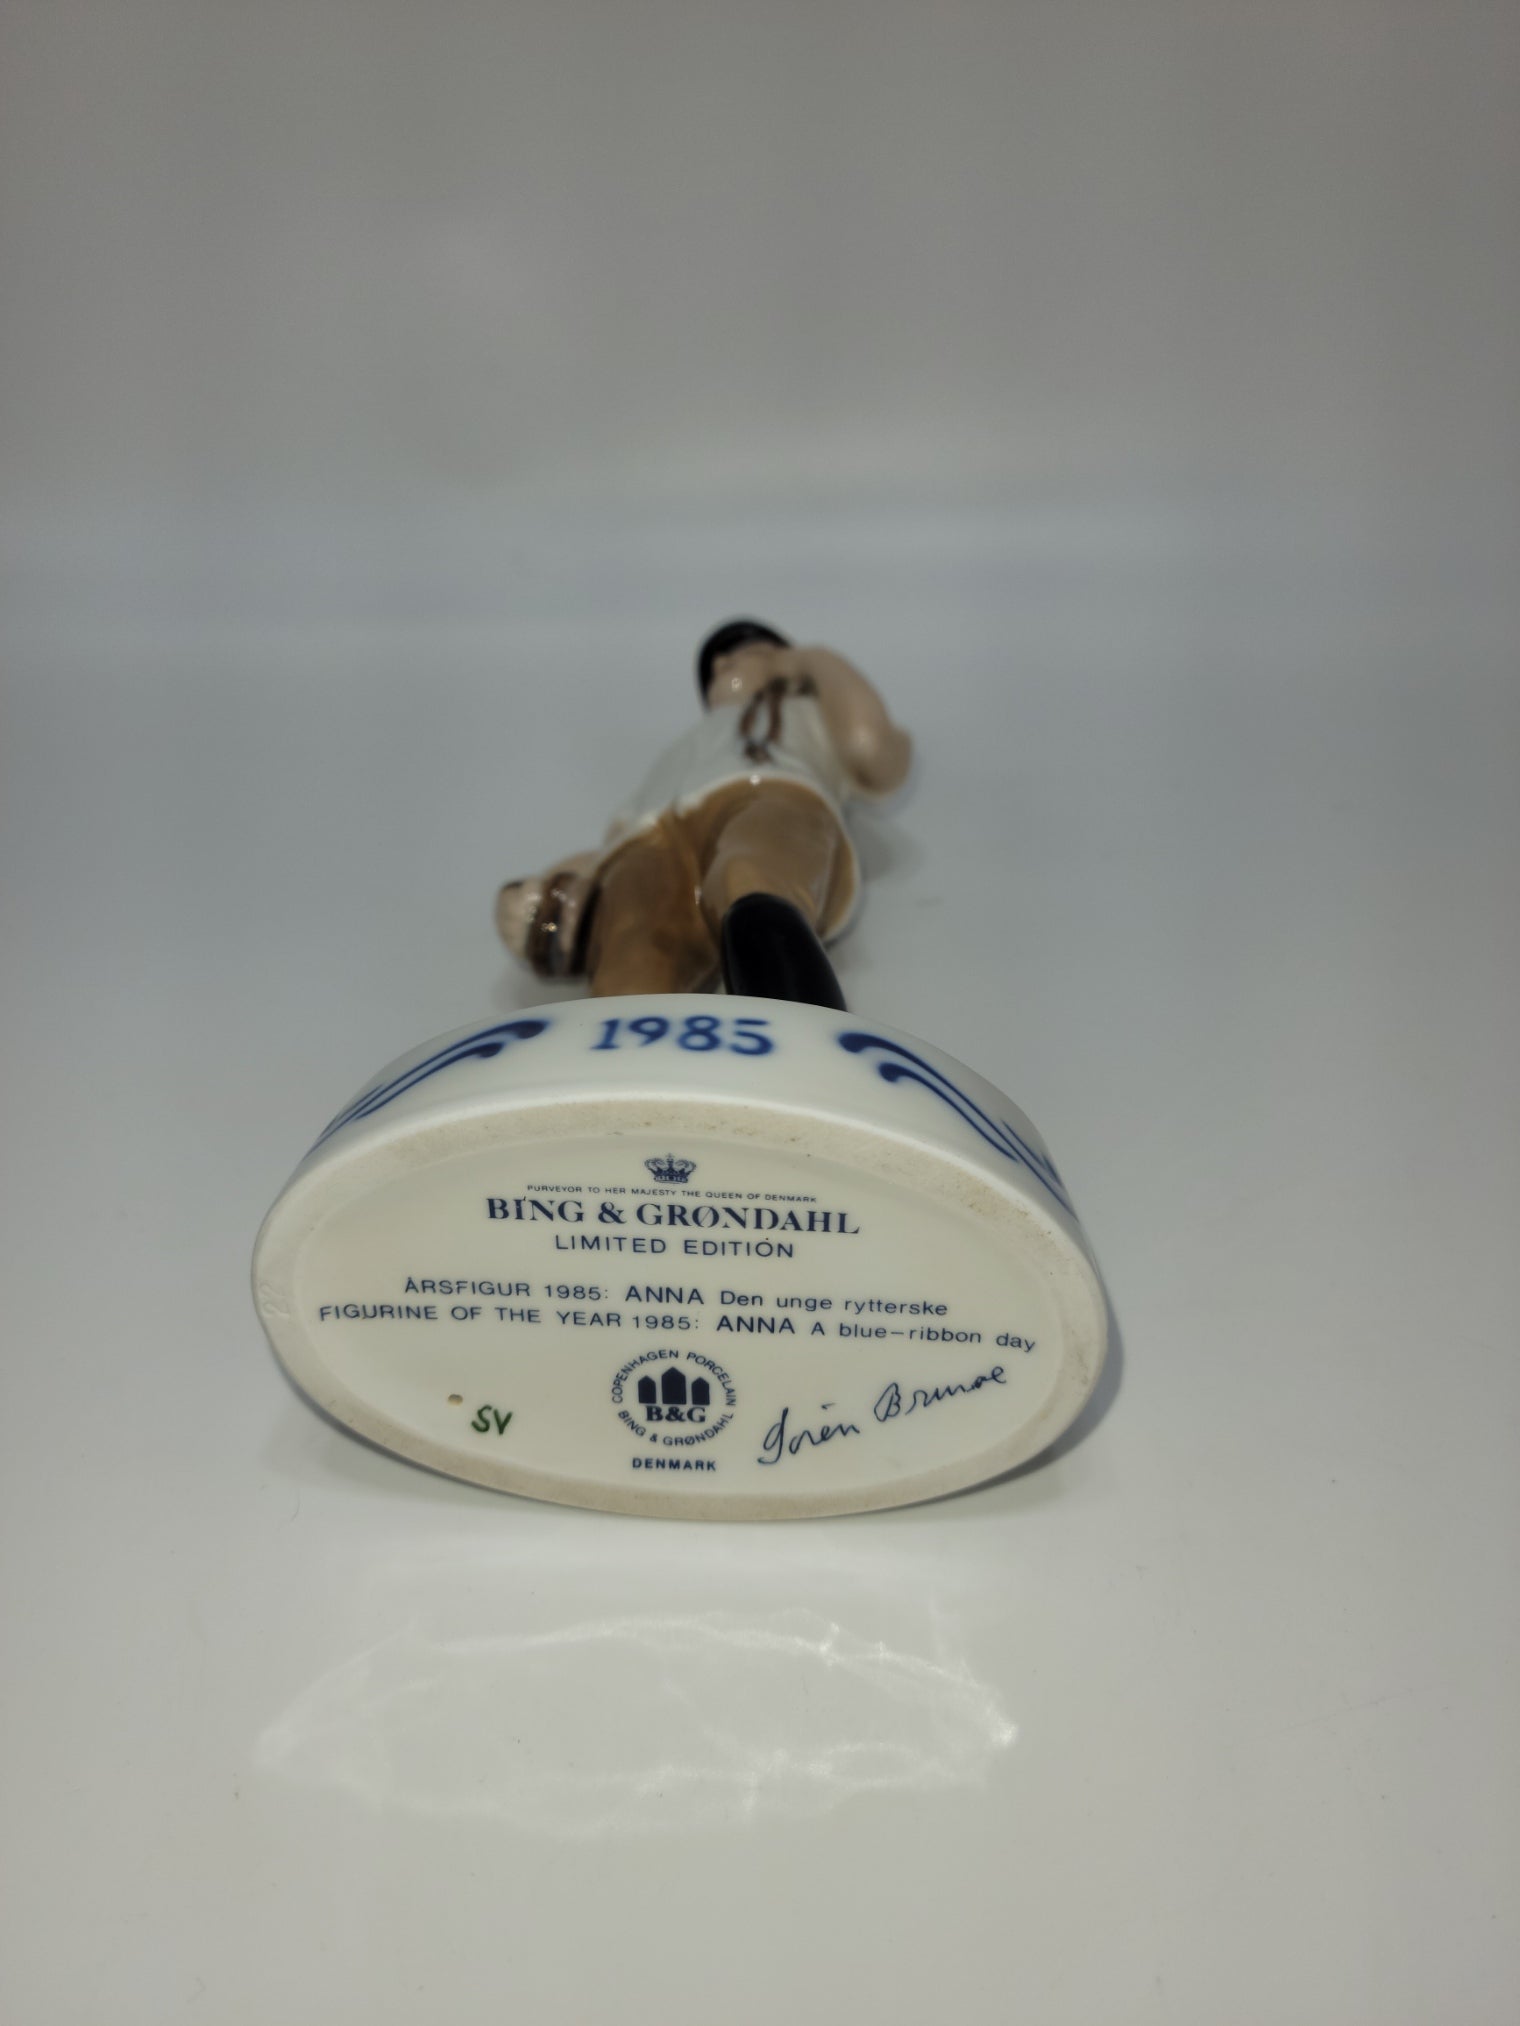 1985
PURVEYOR TO HER MAJESTY THE QUEEN OF DENMARK
BING & GRØNDAHL
LIMITED EDITION
ÅRSFIGUR 1985: ANNA Den unge rytterske
FIGURINE OF THE YEAR 1985: ANNA A blue-ribbon day
COPENHAGEN PORCELAIN
B&G
BING & GRØNDAHL
DENMARK
SV